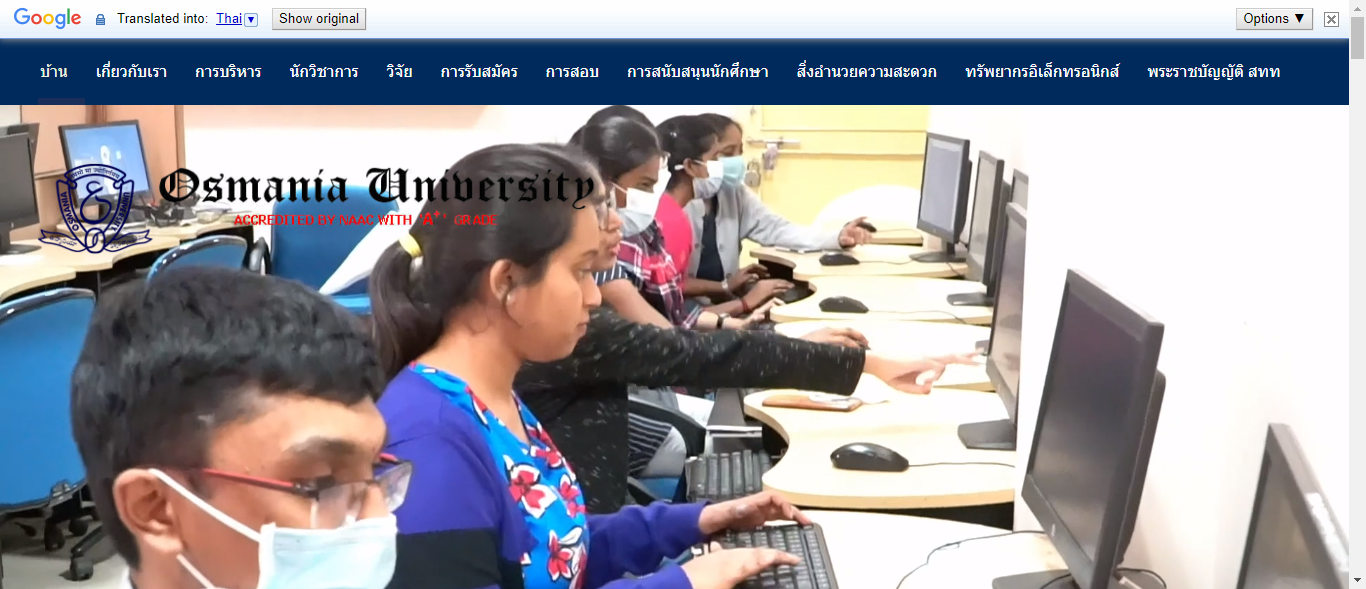 Google Translated into: Thai Show original Options ▼
บ้าน เกี่ยวกับเรา การบริหาร นักวิชาการ วิจัย การรับสมัคร การสอบ การสนับสนุนนักศึกษา สิ่งอำนวยความสะดวก ทรัพยากรอิเล็กทรอนิกส์ พระราชบัญญัติ สทท
Osmania University
ACCREDITED BY NAAC WITH 'A+' GRADE